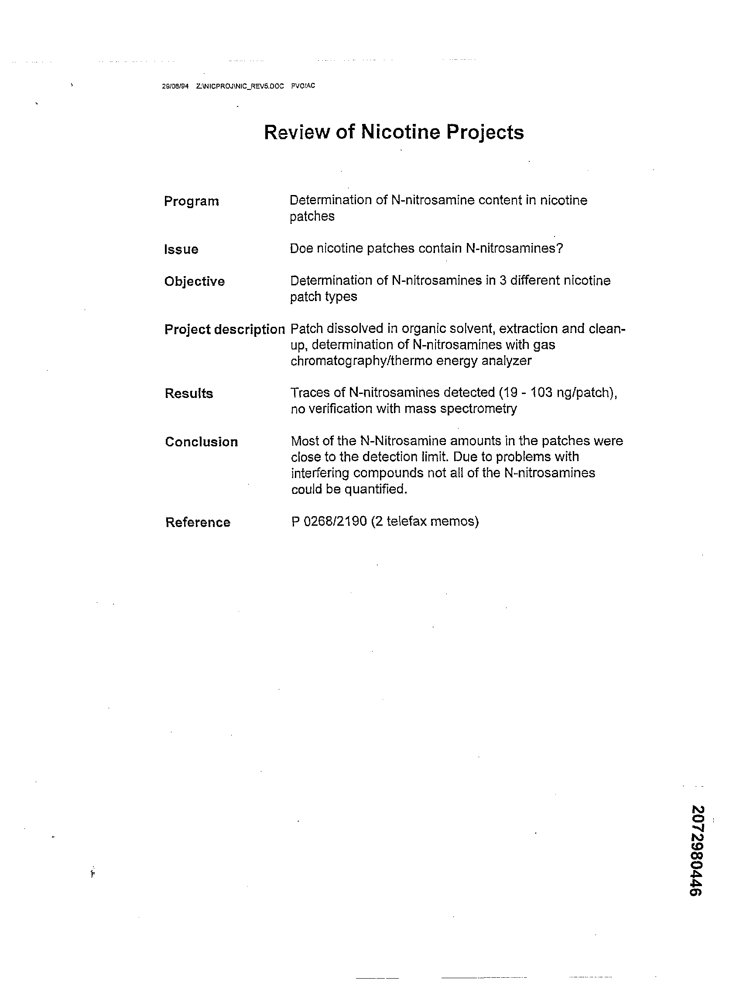 29/08/94 Z:\NICPROJ\NIC_REV5.DOC PVO/AC
Review of Nicotine Projects
Program Determination of N-nitrosamine content in nicotine
patches
Issue Doe nicotine patches contain N-nitrosamines?
Objective Determination of N-nitrosamines in 3 different nicotine
patch types
Project description Patch dissolved in organic solvent, extraction and clean-
up, determination of N-nitrosamines with gas
chromatography/thermo energy analyzer
Results Traces of N-nitrosamines detected (19 - 103 ng/patch),
no verification with mass spectrometry
Conclusion Most of the N-Nitrosamine amounts in the patches were
close to the detection limit. Due to problems with
interfering compounds not all of the N-nitrosamines
could be quantified.
Reference P 0268/2190 (2 telefax memos)
2072980446